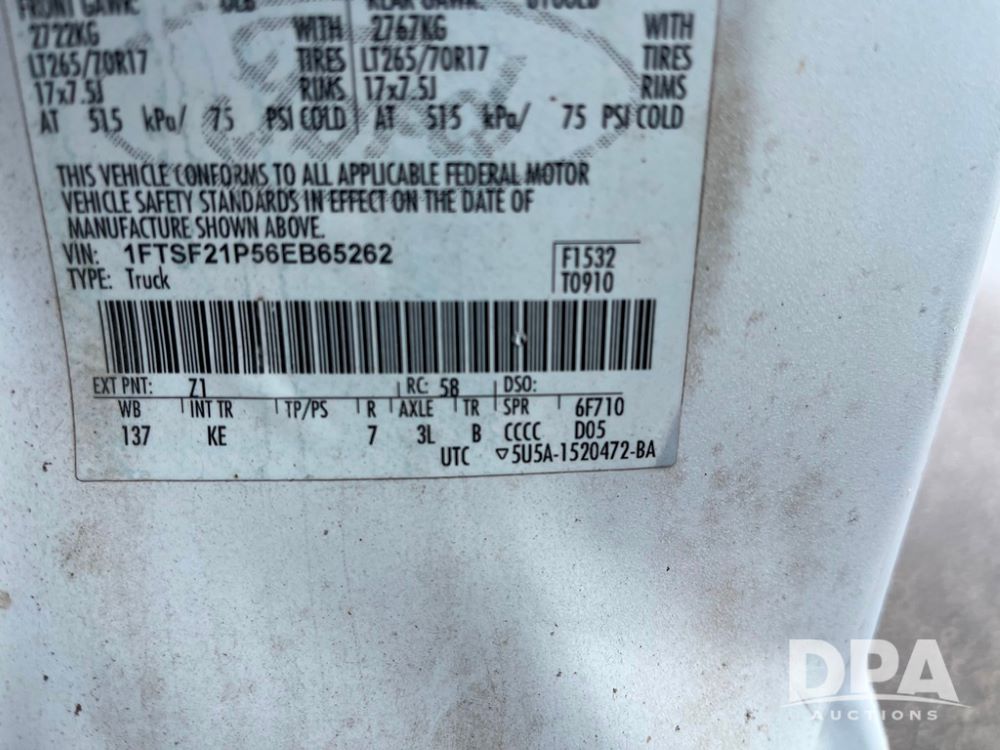 FRONT GAWR: REAR GAWR:
2722KG WITH 2767KG WITH
LT265/70R17 TIRES LT265/70R17 TIRES
17x7.5J RIMS 17x7.5J RIMS
AT 515 kPa/ 75 PSI COLD AT 515 kPa/ 75 PSI COLD
THIS VEHICLE CONFORMS TO ALL APPLICABLE FEDERAL MOTOR
VEHICLE SAFETY STANDARDS IN EFFECT ON THE DATE OF
MANUFACTURE SHOWN ABOVE.
VIN: 1FTSF21P56EB65262 F1532
TYPE: Truck T0910
EXT PNT: Z1 RC: 58 DSO:
WB INT TR TP/PS R AXLE TR SPR 6F710
137 KE 7 3L B CCCC D05
UTC ▽5U5A-1520472-BA
DPA
AUCTIONS